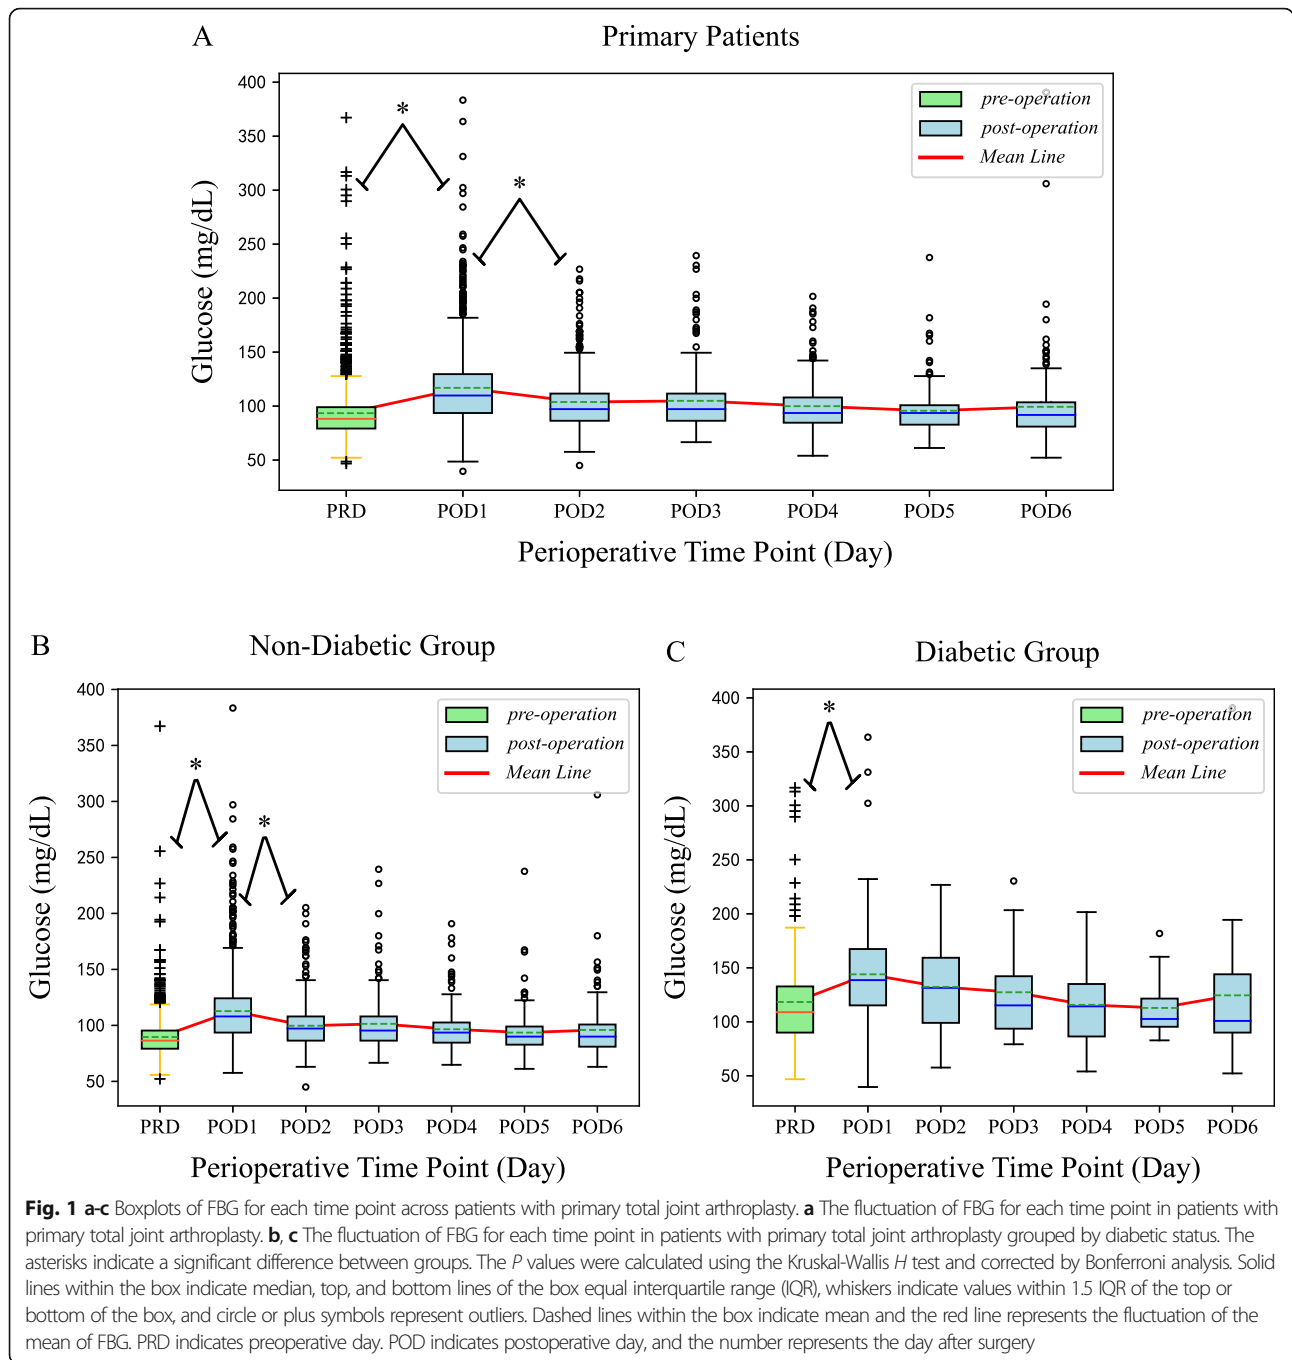 A
Primary Patients
400
350
300
250
200
150
100
50
Glucose (mg/dL)
*
*
pre-operation
post-operation
Mean Line
PRD POD1 POD2 POD3 POD4 POD5 POD6
Perioperative Time Point (Day)
B
Non-Diabetic Group
400
350
300
250
200
150
100
50
Glucose (mg/dL)
*
*
pre-operation
post-operation
Mean Line
PRD POD1 POD2 POD3 POD4 POD5 POD6
Perioperative Time Point (Day)
C
Diabetic Group
400
350
300
250
200
150
100
50
Glucose (mg/dL)
*
pre-operation
post-operation
Mean Line
PRD POD1 POD2 POD3 POD4 POD5 POD6
Perioperative Time Point (Day)
Fig. 1 a-c Boxplots of FBG for each time point across patients with primary total joint arthroplasty. a The fluctuation of FBG for each time point in patients with
primary total joint arthroplasty. b, c The fluctuation of FBG for each time point in patients with primary total joint arthroplasty grouped by diabetic status. The
asterisks indicate a significant difference between groups. The P values were calculated using the Kruskal-Wallis H test and corrected by Bonferroni analysis. Solid
lines within the box indicate median, top, and bottom lines of the box equal interquartile range (IQR), whiskers indicate values within 1.5 IQR of the top or
bottom of the box, and circle or plus symbols represent outliers. Dashed lines within the box indicate mean and the red line represents the fluctuation of the
mean of FBG. PRD indicates preoperative day. POD indicates postoperative day, and the number represents the day after surgery